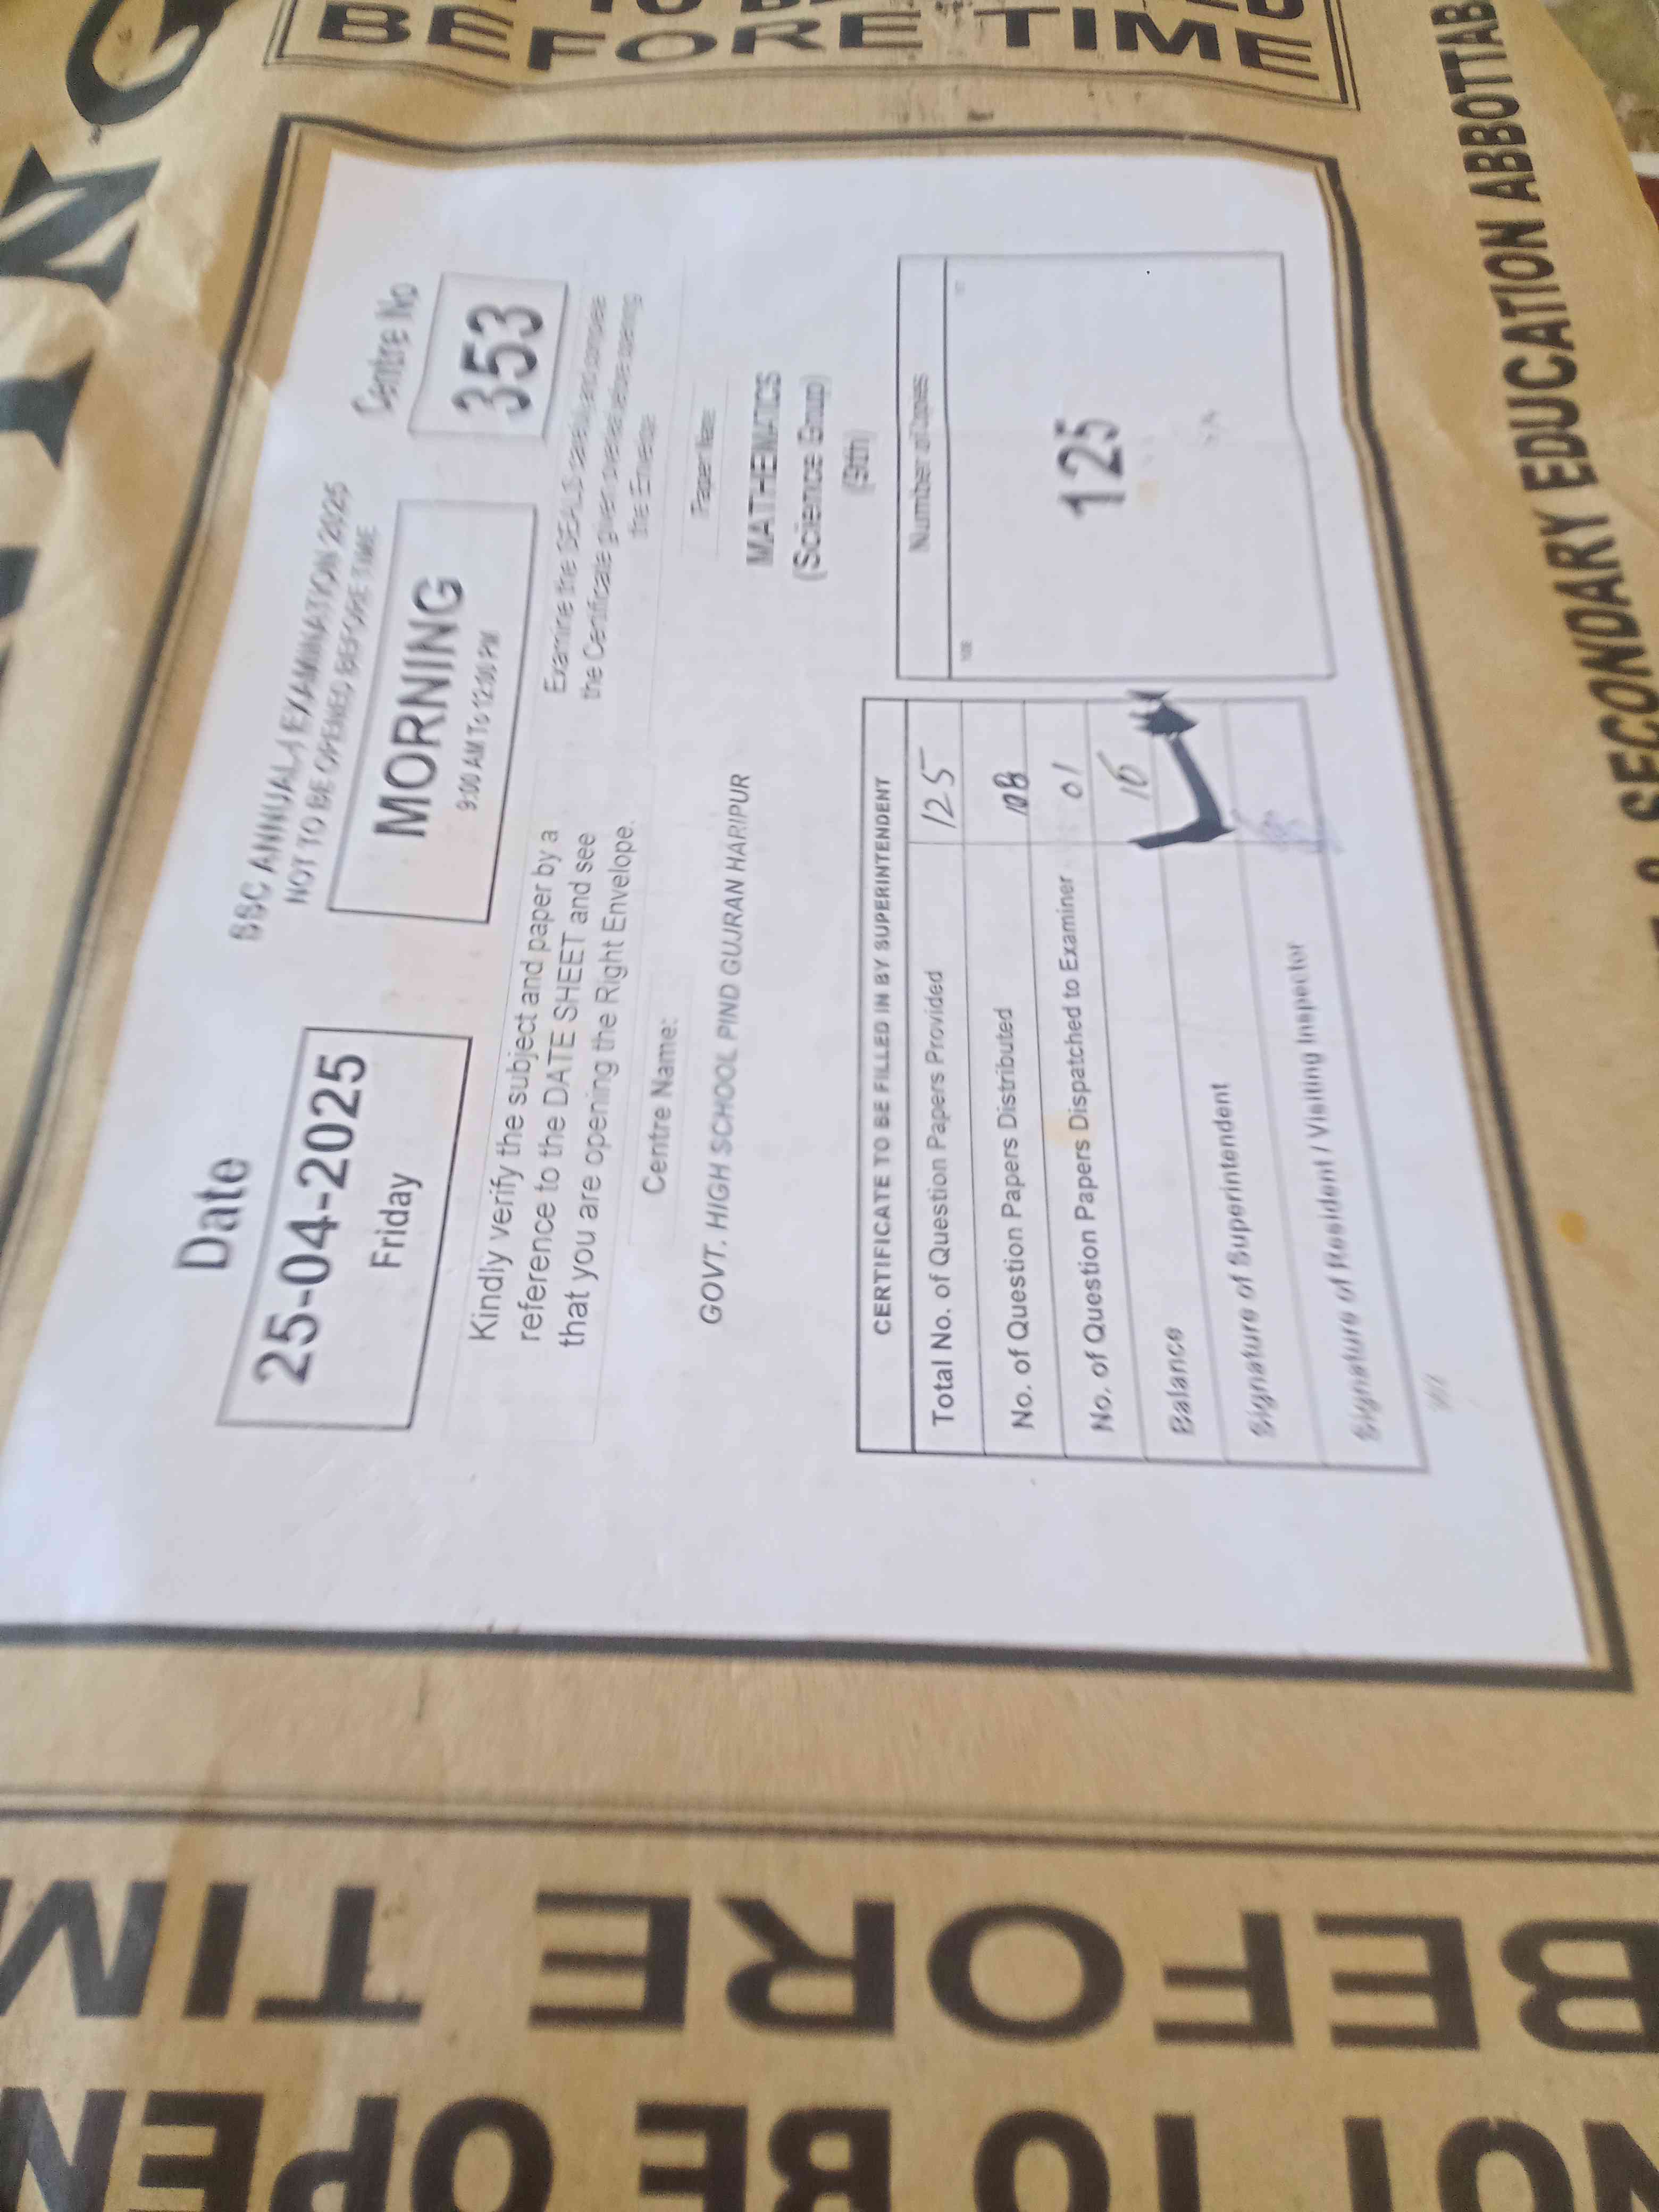 BEFORE TIME
SSC ANNUAL-I EXAMINATION 2025
NOT TO BE OPENED BEFORE TIME
Date
25-04-2025
Friday
MORNING
9:00 AM To 12:00 PM
Centre No
353
Kindly verify the subject and paper by a
reference to the DATE SHEET and see
that you are opening the Right Envelope.
Examine the SEALS carefully and complete
the Certificate given overleaf before opening
the Envelope
Centre Name:
GOVT. HIGH SCHOOL PIND GUJRAN HARIPUR
Paper Name:
MATHEMATICS
(Science Group)
(9th)
CERTIFICATE TO BE FILLED IN BY SUPERINTENDENT
Total No. of Question Papers Provided 125
No. of Question Papers Distributed 108
No. of Question Papers Dispatched to Examiner 01
Balance 16
Signature of Superintendent
Signature of Resident / Visiting Inspector
Number of Copies
125
SECONDARY EDUCATION ABBOTTAB
NOT TO BE OPEN
BEFORE TIM